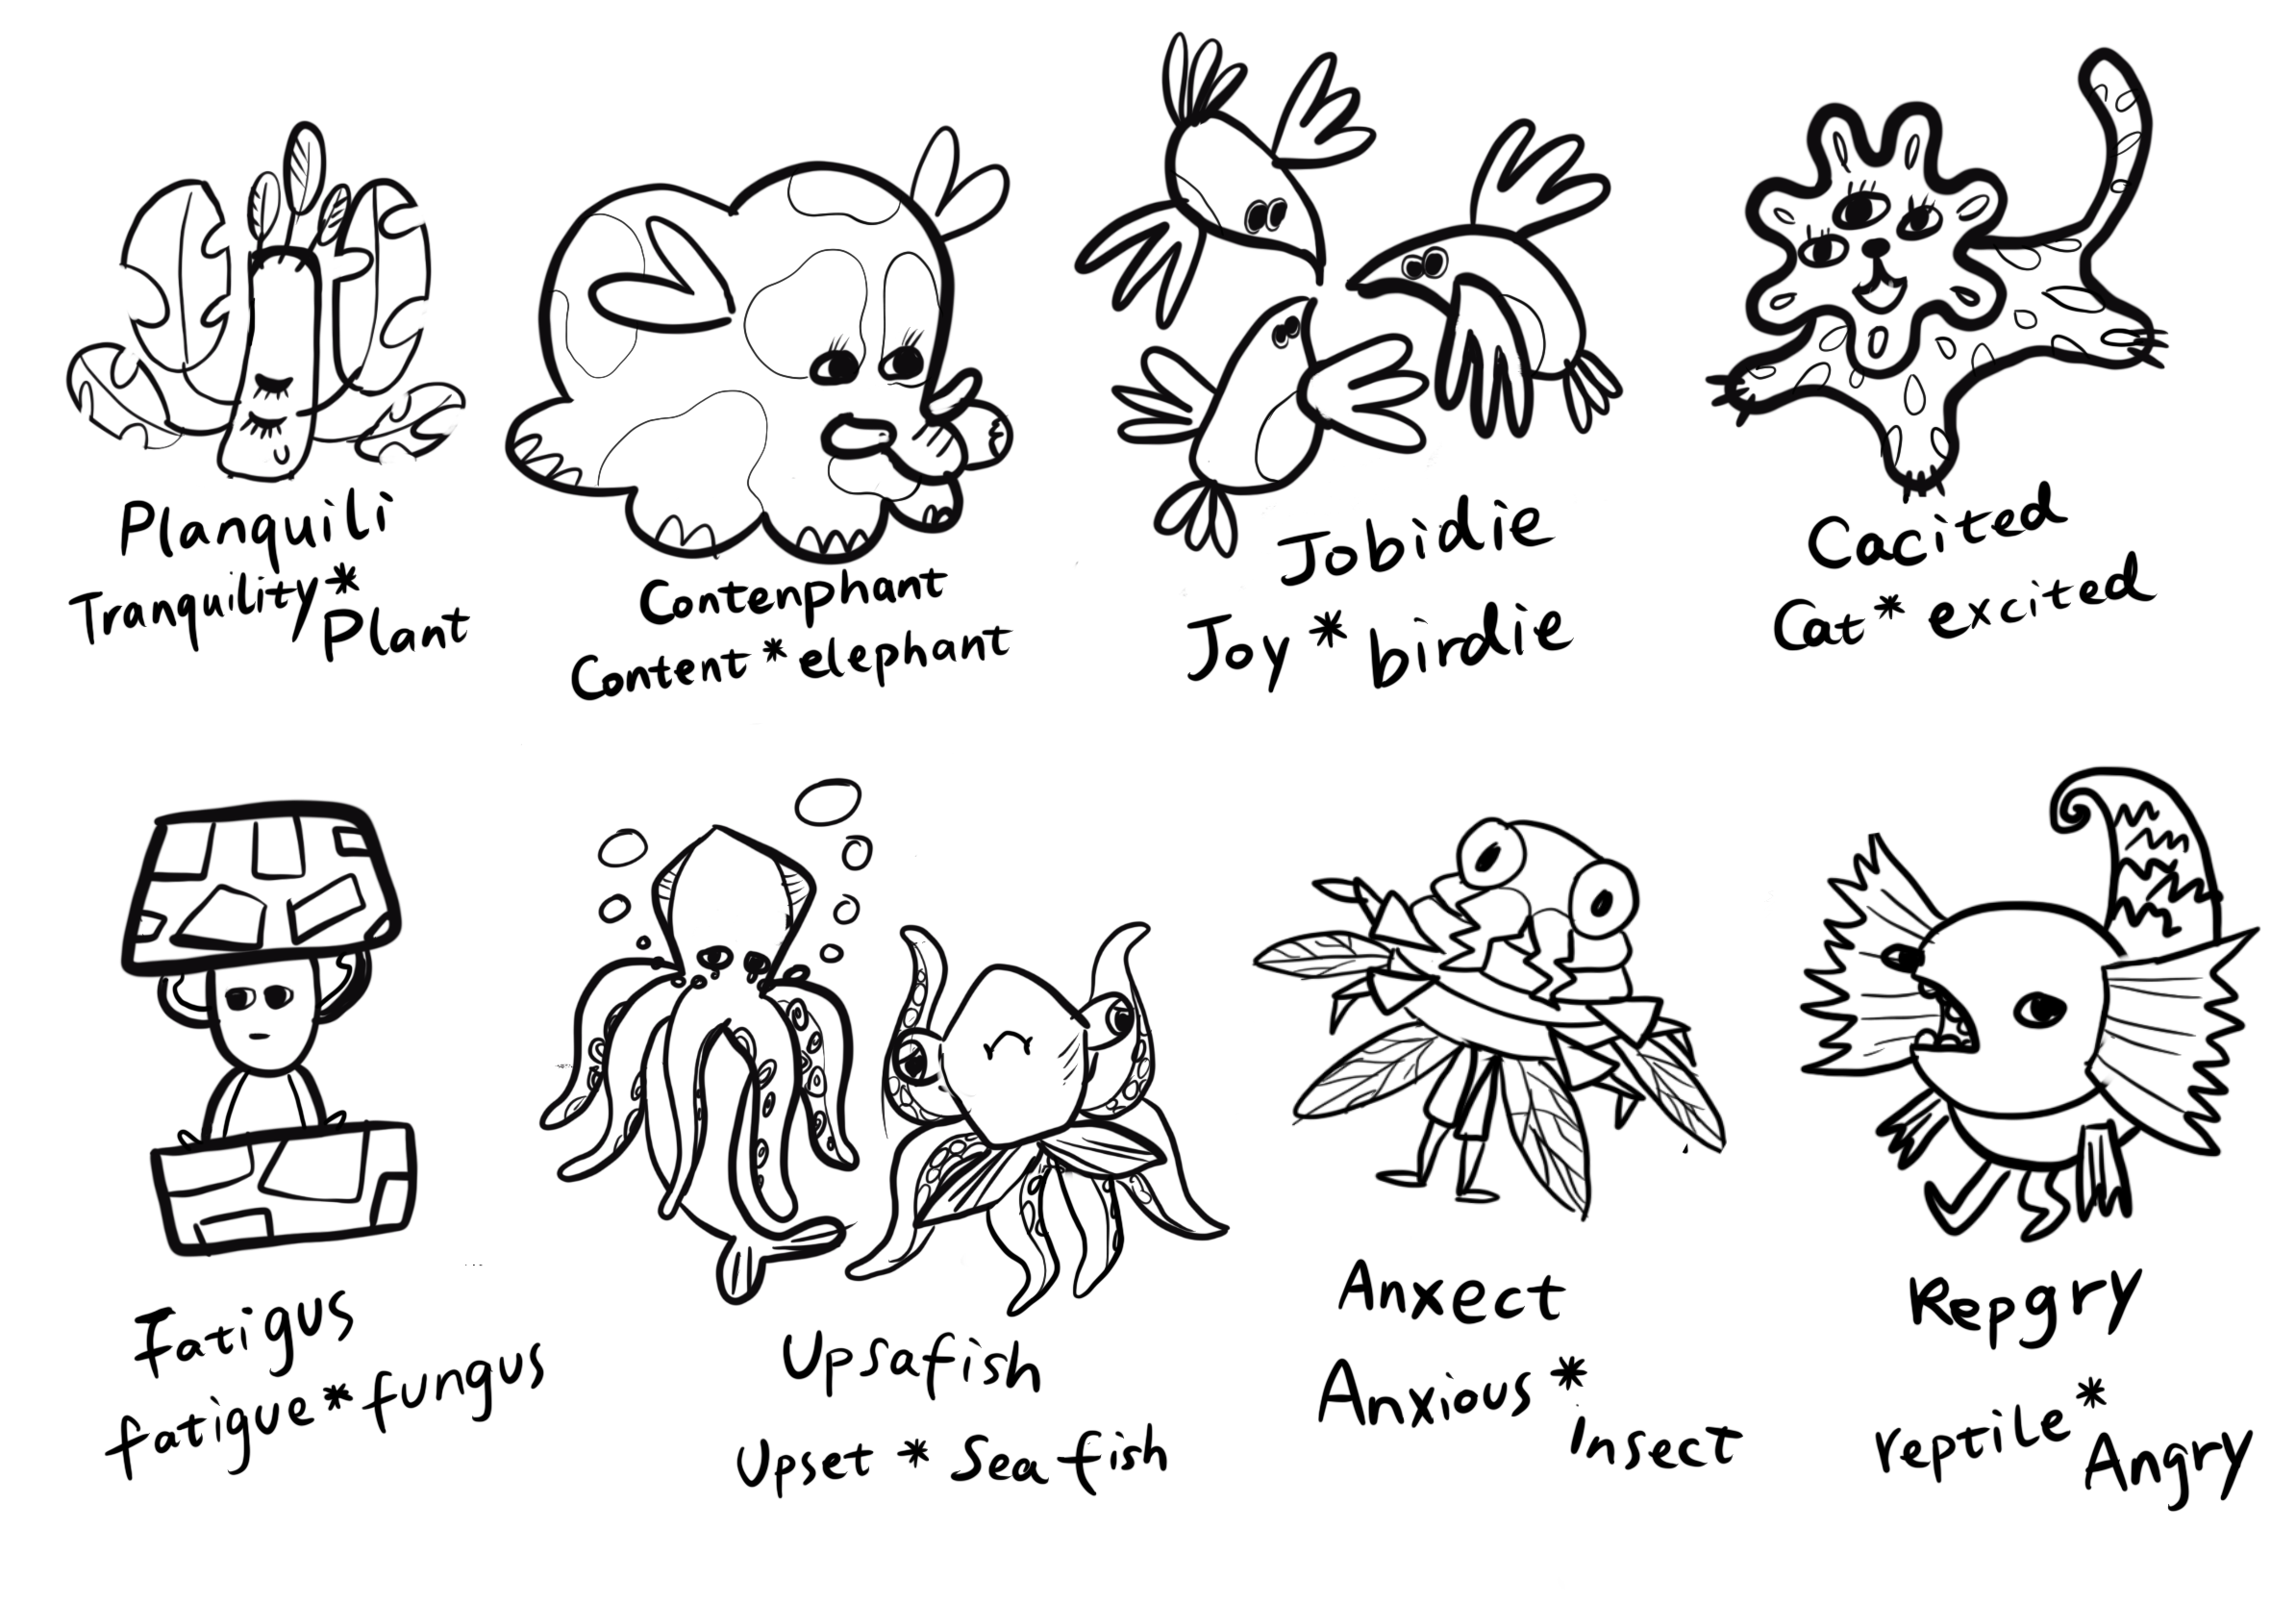 Planquili
Tranquility*
Plant
Contenphant
Content*elephant
Jobidie
Joy*birdie
Cacited
Cat*excited
Fatigus
fatigue*fungus
Upsafish
Upset * Sea fish
Anxect
Anxious*
Insect
Repgry
reptile*
Angry